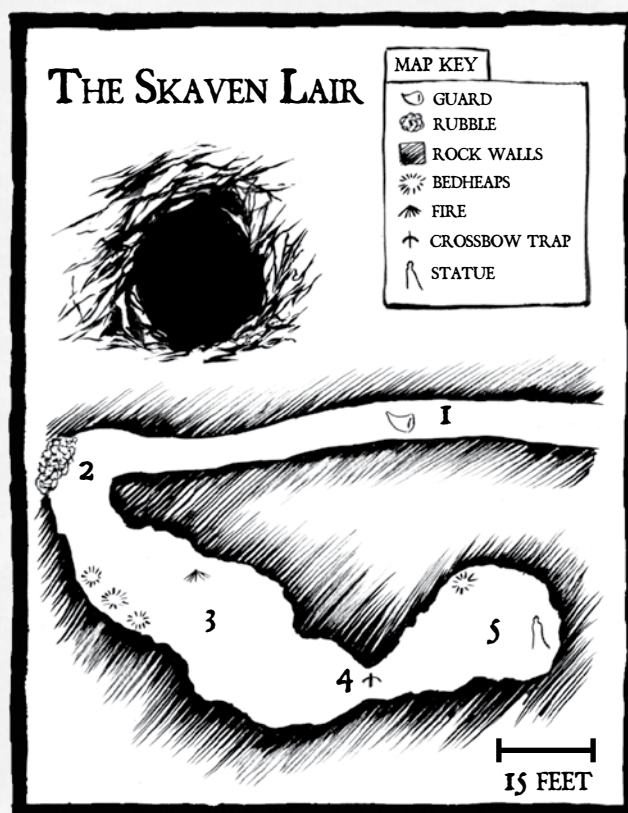 THE SKAVEN LAIR
MAP KEY
GUARD
RUBBLE
ROCK WALLS
BEDHEAPS
FIRE
CROSSBOW TRAP
STATUE
1
2
3
4
5
15 FEET